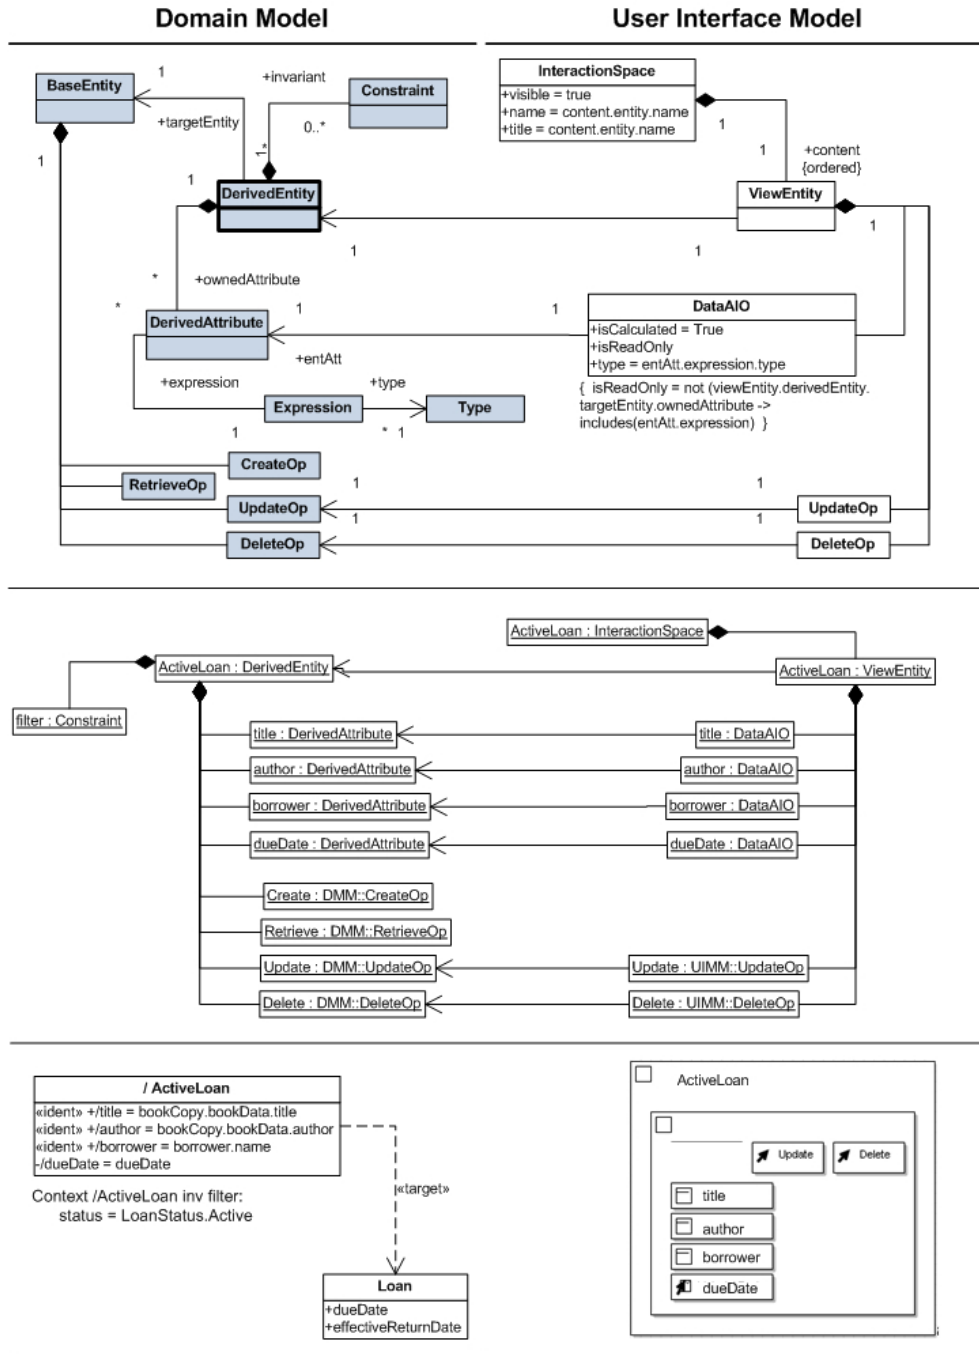 Domain Model
User Interface Model
BaseEntity
1
+invariant
Constraint
+targetEntity
0..*
1
1..*
1
DerivedEntity
InteractionSpace
+visible = true
+name = content.entity.name
+title = content.entity.name
1
1
+content
{ordered}
ViewEntity
1
1
1
*
+ownedAttribute
*
DerivedAttribute
1
1
+entAtt
DataAIO
+isCalculated = True
+isReadOnly
+type = entAtt.expression.type
{ isReadOnly = not (viewEntity.derivedEntity.
targetEntity.ownedAttribute ->
includes(entAtt.expression) }
+expression
+type
Expression
Type
1
* 1
CreateOp
RetrieveOp
UpdateOp
1
1
UpdateOp
DeleteOp
1
1
DeleteOp
ActiveLoan : InteractionSpace
ActiveLoan : DerivedEntity
ActiveLoan : ViewEntity
filter : Constraint
title : DerivedAttribute
title : DataAIO
author : DerivedAttribute
author : DataAIO
borrower : DerivedAttribute
borrower : DataAIO
dueDate : DerivedAttribute
dueDate : DataAIO
Create : DMM::CreateOp
Retrieve : DMM::RetrieveOp
Update : DMM::UpdateOp
Update : UIMM::UpdateOp
Delete : DMM::DeleteOp
Delete : UIMM::DeleteOp
/ ActiveLoan
«ident» +/title = bookCopy.bookData.title
«ident» +/author = bookCopy.bookData.author
«ident» +/borrower = borrower.name
-/dueDate = dueDate
Context /ActiveLoan inv filter:
status = LoanStatus.Active
«target»
Loan
+dueDate
+effectiveReturnDate
ActiveLoan
Update
Delete
title
author
borrower
dueDate